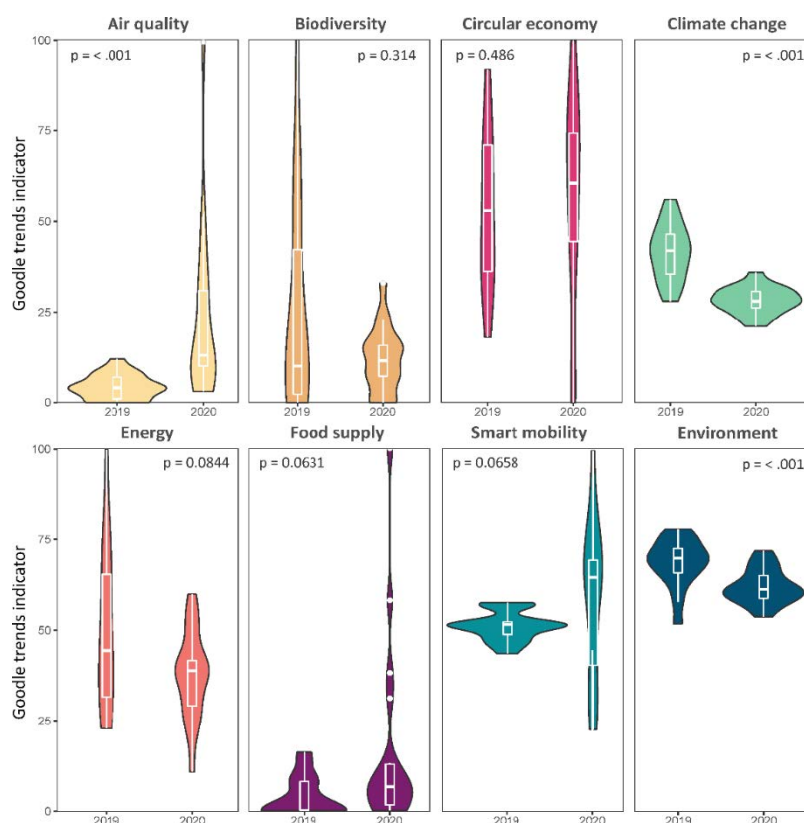 Air quality
Biodiversity
Circular economy
Climate change
Goodle trends indicator
100
75
50
25
0
p = < .001
p = 0.314
p = 0.486
p = < .001
2019 2020
2019 2020
2019 2020
2019 2020
Energy
Food supply
Smart mobility
Environment
Goodle trends indicator
100
75
50
25
0
p = 0.0844
p = 0.0631
p = 0.0658
p = < .001
2019 2020
2019 2020
2019 2020
2019 2020